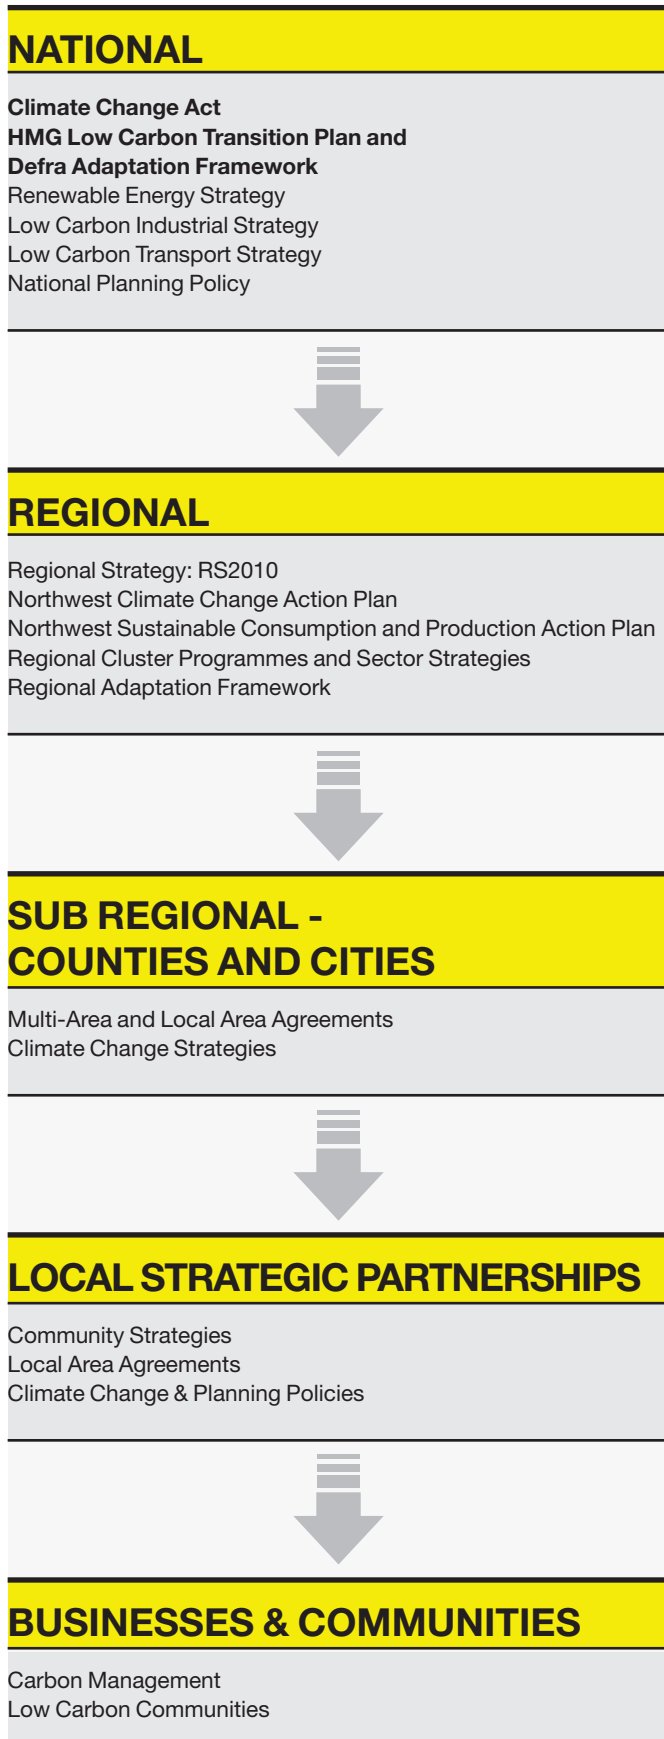 NATIONAL
Climate Change Act
HMG Low Carbon Transition Plan and
Defra Adaptation Framework
Renewable Energy Strategy
Low Carbon Industrial Strategy
Low Carbon Transport Strategy
National Planning Policy
REGIONAL
Regional Strategy: RS2010
Northwest Climate Change Action Plan
Northwest Sustainable Consumption and Production Action Plan
Regional Cluster Programmes and Sector Strategies
Regional Adaptation Framework
SUB REGIONAL -
COUNTIES AND CITIES
Multi-Area and Local Area Agreements
Climate Change Strategies
LOCAL STRATEGIC PARTNERSHIPS
Community Strategies
Local Area Agreements
Climate Change & Planning Policies
BUSINESSES & COMMUNITIES
Carbon Management
Low Carbon Communities